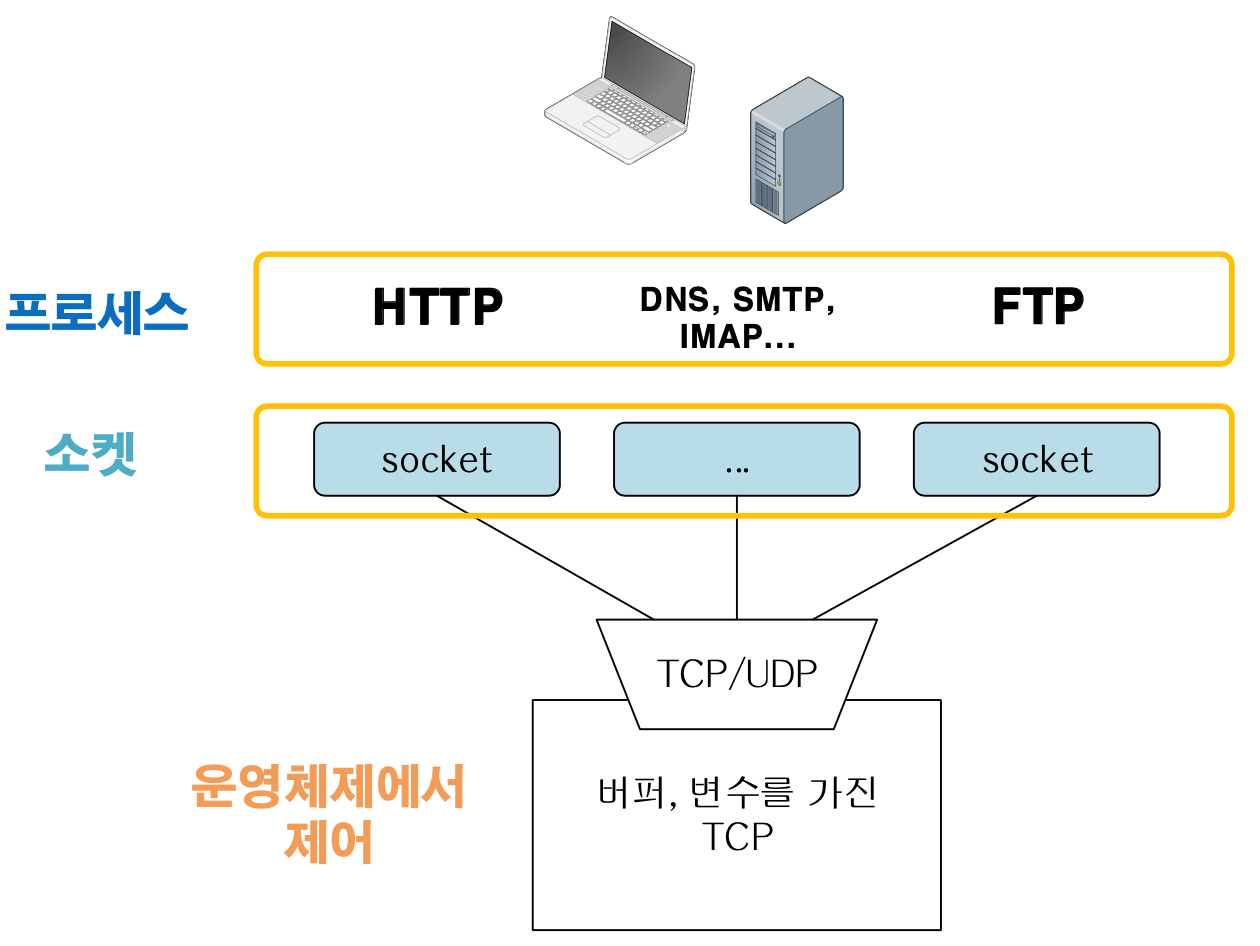 프로세스
HTTP
DNS, SMTP,
IMAP...
FTP
소켓
socket
...
socket
TCP/UDP
운영체제에서
제어
버퍼, 변수를 가진
TCP